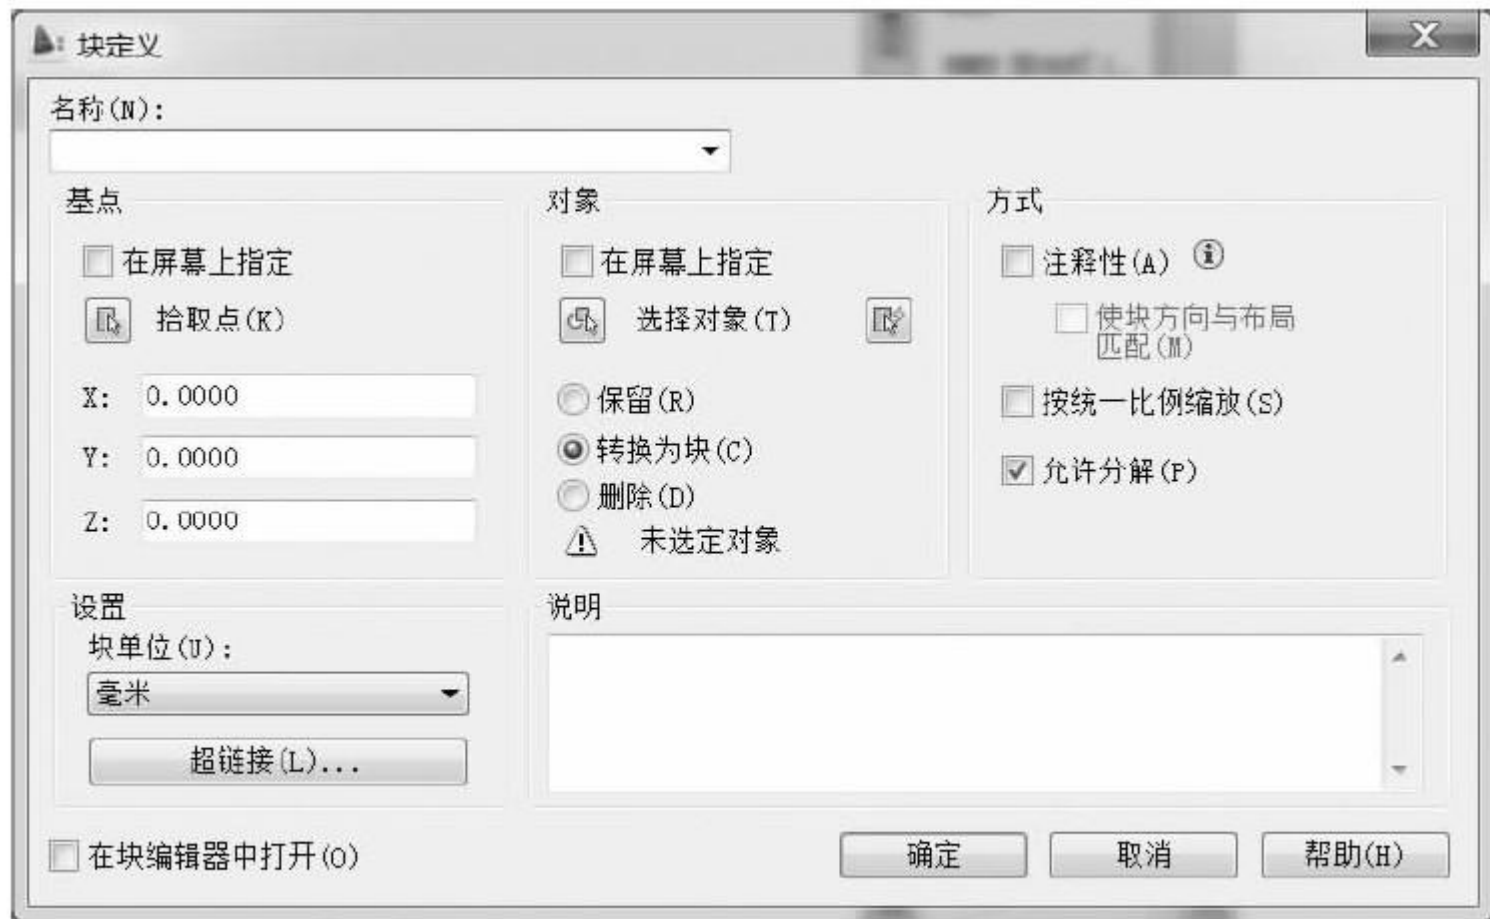 块定义
名称(N):
基点
在屏幕上指定
拾取点(K)
X: 0.0000
Y: 0.0000
Z: 0.0000
对象
在屏幕上指定
选择对象(T)
保留(R)
转换为块(C)
删除(D)
未选定对象
方式
注释性(A)
使块方向与布局
匹配(M)
按统一比例缩放(S)
允许分解(P)
设置
块单位(U):
毫米
超链接(L)...
说明
在块编辑器中打开(O)
确定
取消
帮助(H)